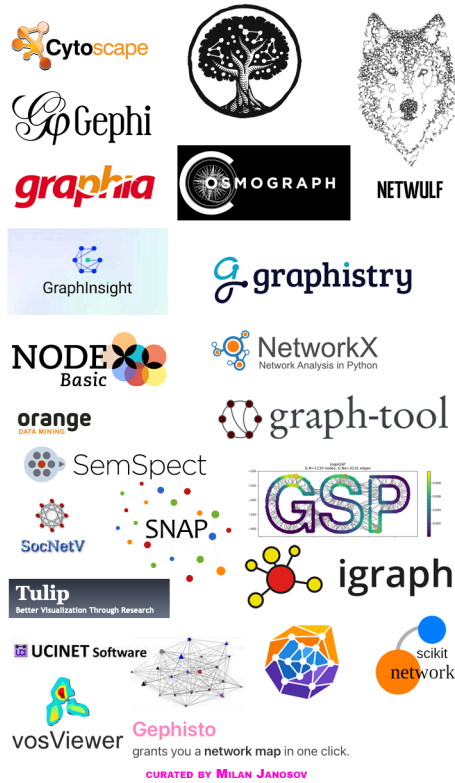 Cytoscape
Gephi
graphia
COSMOGRAPH
NETWULF
GraphInsight
graphistry
NODEXL
Basic
NetworkX
Network Analysis in Python
orange
DATA MINING
graph-tool
SemSpect
SNAP
GSP
SocNetV
igraph
Tulip
Better Visualization Through Research
UCINET Software
scikit
network
vosViewer
Gephisto
grants you a network map in one click.
CURATED BY MILAN JANOSOV